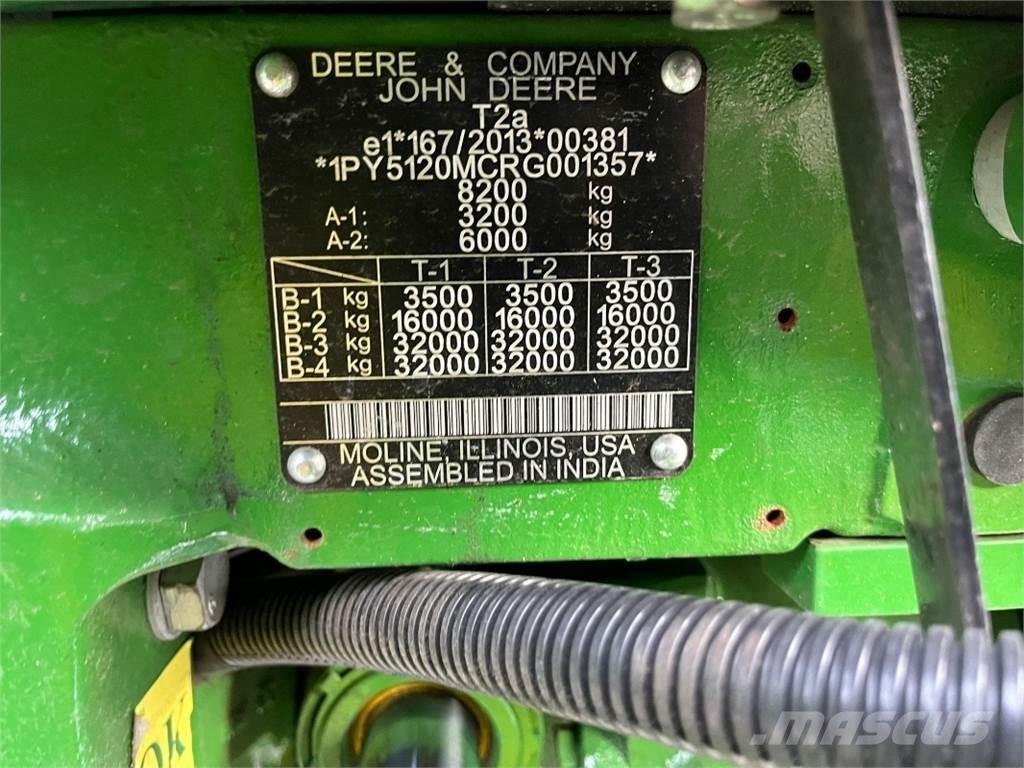 DEERE & COMPANY
JOHN DEERE
T2a
e1*167/2013*00381
*1PY5120MCRG001357*
8200 kg
A-1: 3200 kg
A-2: 6000 kg
T-1 T-2 T-3
B-1 kg 3500 3500 3500
B-2 kg 16000 16000 16000
B-3 kg 32000 32000 32000
B-4 kg 32000 32000 32000
MOLINE, ILLINOIS, USA
ASSEMBLED IN INDIA
OK
MASCUS